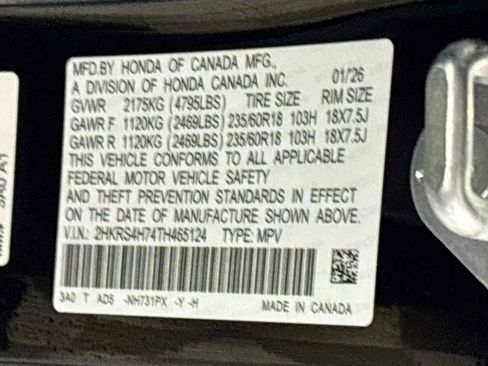 MFD.BY HONDA OF CANADA MFG.,
A DIVISION OF HONDA CANADA INC. 01/26
GVWR 2175KG (4795LBS) TIRE SIZE RIM SIZE
GAWR F 1120KG (2469LBS) 235/60R18 103H 18X7.5J
GAWR R 1120KG (2469LBS) 235/60R18 103H 18X7.5J
THIS VEHICLE CONFORMS TO ALL APPLICABLE
FEDERAL MOTOR VEHICLE SAFETY
AND THEFT PREVENTION STANDARDS IN EFFECT
ON THE DATE OF MANUFACTURE SHOWN ABOVE.
V.I.N.: 2HKRS4H74TH465124 TYPE: MPV
3A0 T ADS -NH731PX -Y -H MADE IN CANADA